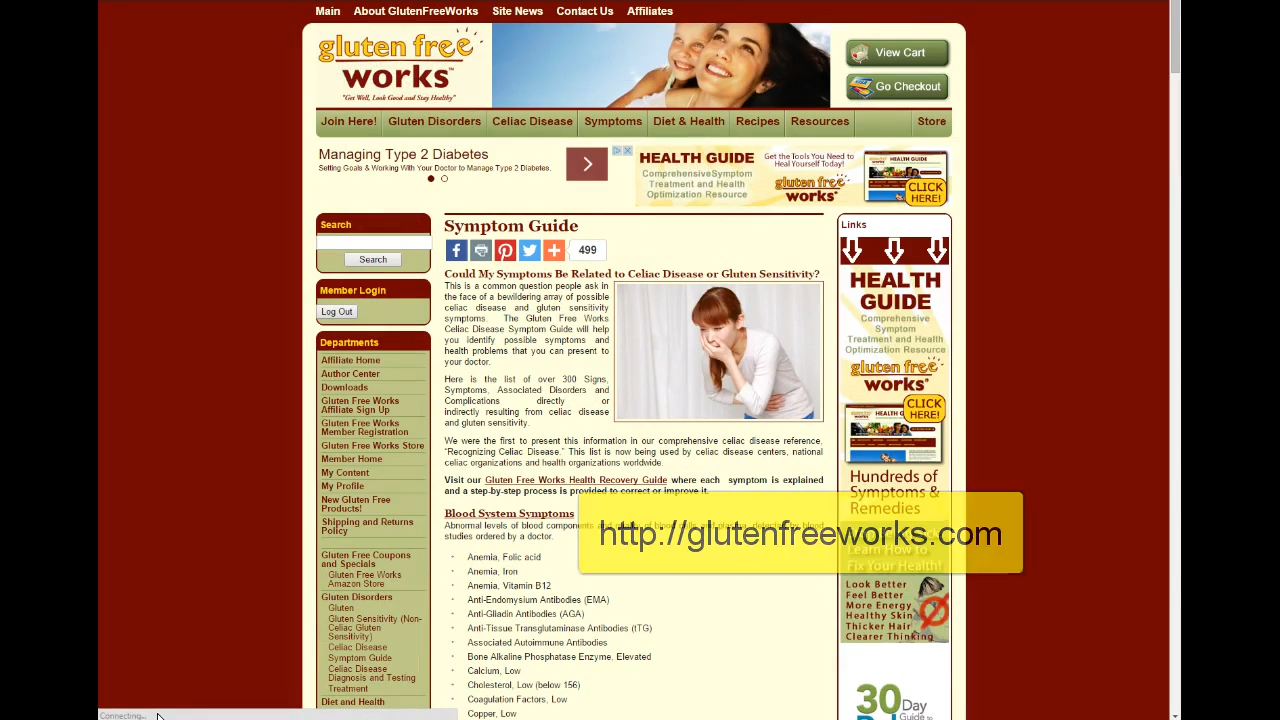 Main About GlutenFreeWorks Site News Contact Us Affiliates
gluten free
works™
"Get Well, Look Good and Stay Healthy"
View Cart
Go Checkout
Join Here! Gluten Disorders Celiac Disease Symptoms Diet & Health Recipes Resources Store
Managing Type 2 Diabetes
Setting Goals & Working With Your Doctor to Manage Type 2 Diabetes.
HEALTH GUIDE
ComprehensiveSymptom
Treatment and Health
Optimization Resource
Get the Tools You Need to
Heal Yourself Today!
gluten free
works
CLICK
HERE!
Search
Search
Member Login
Log Out
Departments
Affiliate Home
Author Center
Downloads
Gluten Free Works
Affiliate Sign Up
Gluten Free Works
Member Registration
Gluten Free Works Store
Member Home
My Content
My Profile
New Gluten Free
Products!
Shipping and Returns
Policy
Gluten Free Coupons
and Specials
Gluten Free Works
Amazon Store
Gluten Disorders
Gluten
Gluten Sensitivity (Non-
Celiac Gluten
Sensitivity)
Celiac Disease
Symptom Guide
Celiac Disease
Diagnosis and Testing
Treatment
Diet and Health
Connecting...
Symptom Guide
499
Could My Symptoms Be Related to Celiac Disease or Gluten Sensitivity?
This is a common question people ask in
the face of a bewildering array of possible
celiac disease and gluten sensitivity
symptoms. The Gluten Free Works
Celiac Disease Symptom Guide will help
you identify possible symptoms and
health problems that you can present to
your doctor.
Here is the list of over 300 Signs,
Symptoms, Associated Disorders and
Complications directly or
indirectly resulting from celiac disease
and gluten sensitivity.
We were the first to present this information in our comprehensive celiac disease reference,
"Recognizing Celiac Disease." This list is now being used by celiac disease centers, national
celiac organizations and health organizations worldwide.
Visit our Gluten Free Works Health Recovery Guide where each symptom is explained
and a step-by-step process is provided to correct or improve it.
Blood System Symptoms
Abnormal levels of blood components and quality of blood cells and plasma, detected by blood
studies ordered by a doctor.
http://glutenfreeworks.com
- Anemia, Folic acid
- Anemia, Iron
- Anemia, Vitamin B12
- Anti-Endomysium Antibodies (EMA)
- Anti-Gliadin Antibodies (AGA)
- Anti-Tissue Transglutaminase Antibodies (tTG)
- Associated Autoimmune Antibodies
- Bone Alkaline Phosphatase Enzyme, Elevated
- Calcium, Low
- Cholesterol, Low (below 156)
- Coagulation Factors, Low
- Copper, Low
Links
HEALTH
GUIDE
Comprehensive
Symptom
Treatment and Health
Optimization Resource
gluten free
works
CLICK
HERE!
Hundreds of
Symptoms &
Remedies
Learn How to
Fix Your Health!
Look Better
Feel Better
More Energy
Healthy Skin
Thicker Hair
Clearer Thinking
30 Day
Guide to